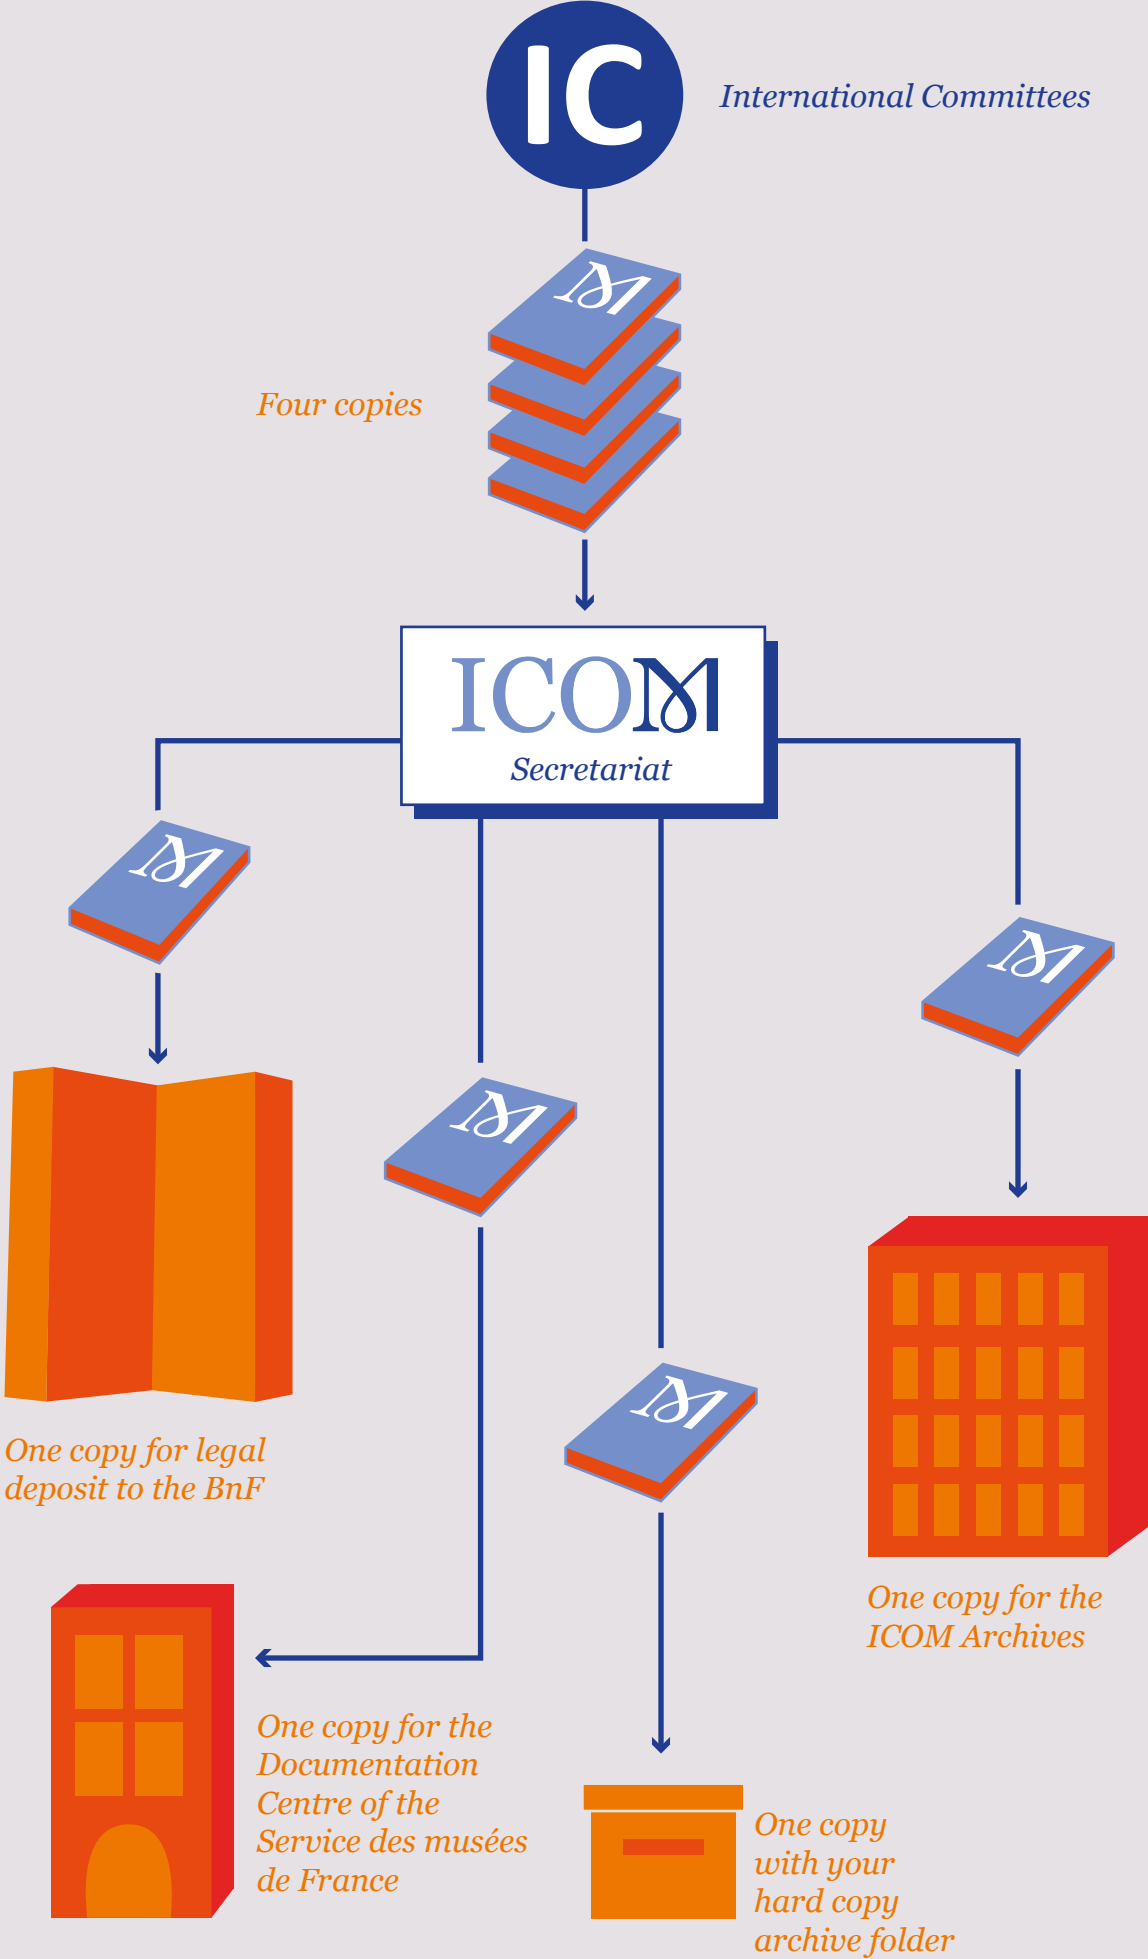 IC
International Committees
M
Four copies
ICOM
Secretariat
M
M
M
M
One copy for legal
deposit to the BnF
One copy for the
ICOM Archives
One copy for the
Documentation
Centre of the
Service des musées
de France
One copy
with your
hard copy
archive folder